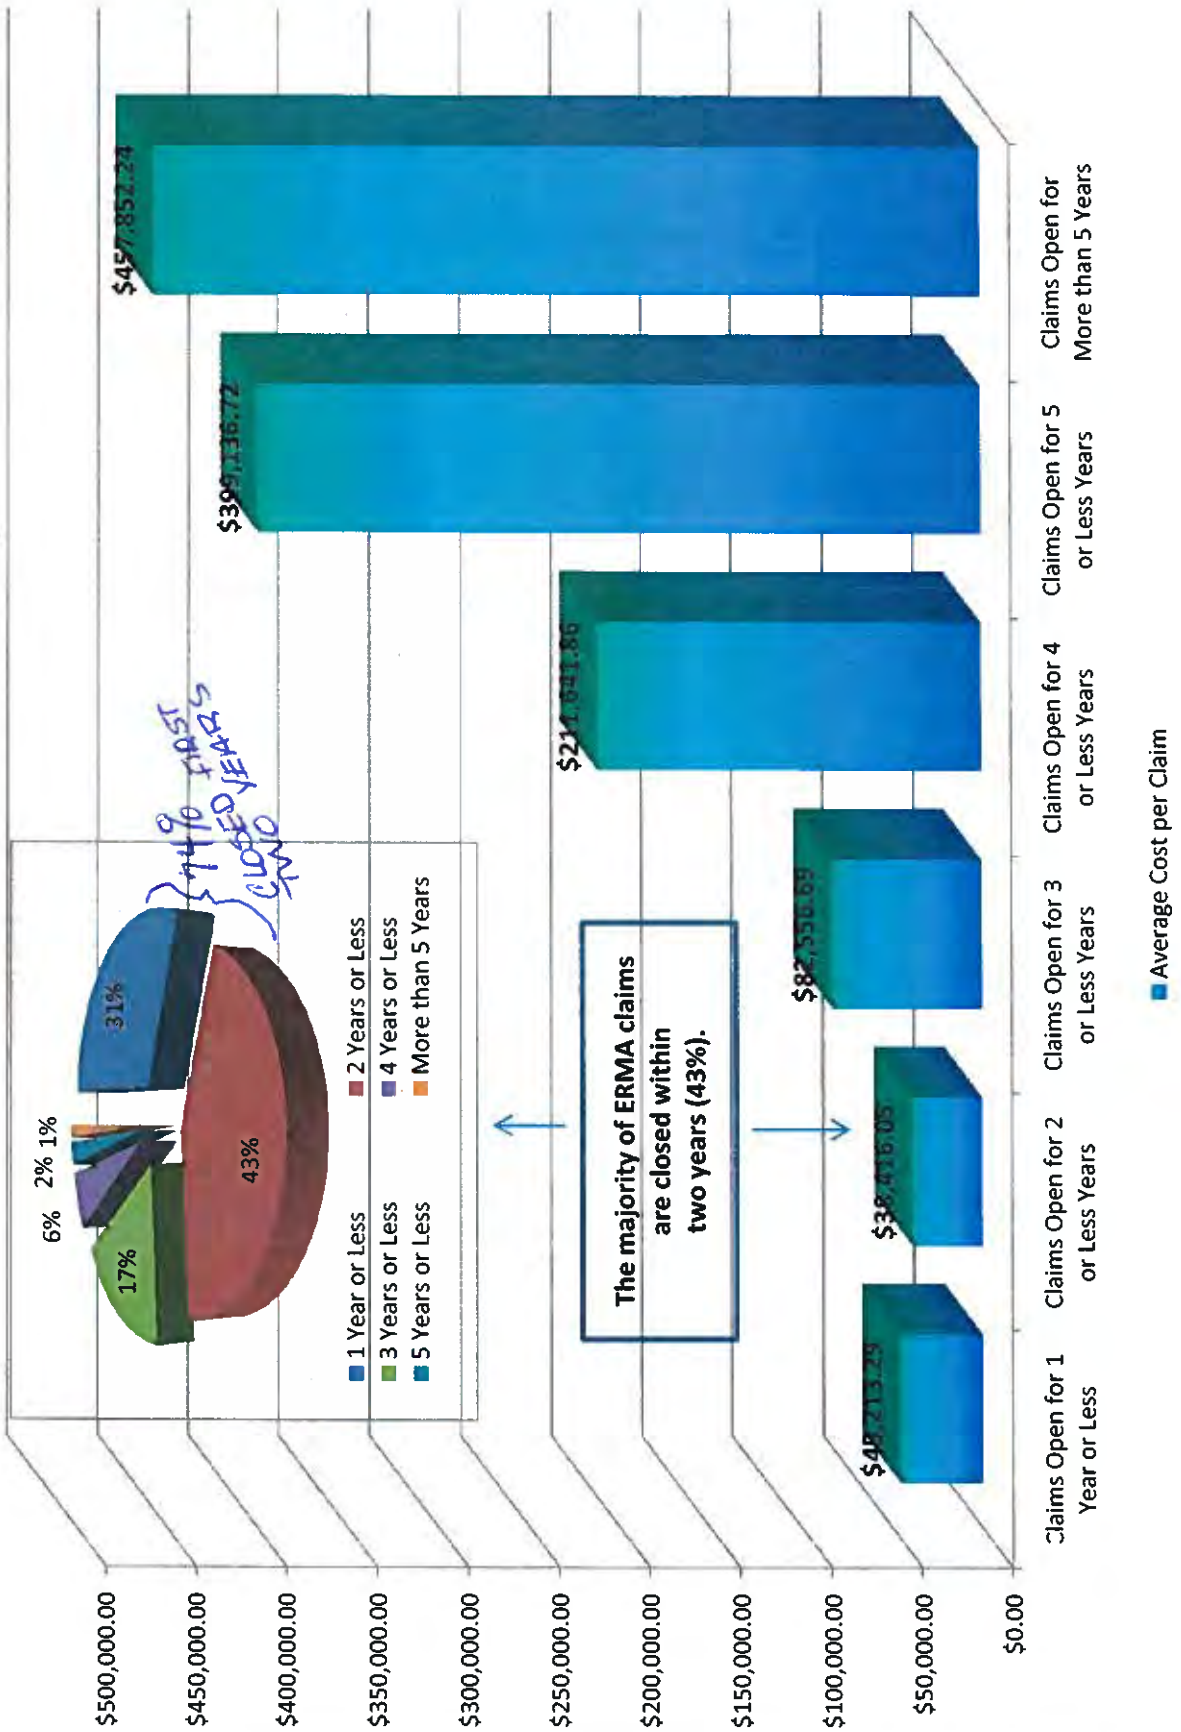 $500,000.00
$450,000.00
$400,000.00
$350,000.00
$300,000.00
$250,000.00
$200,000.00
$150,000.00
$100,000.00
$50,000.00
$0.00
6%
2%
1%
17%
31%
43%
1 Year or Less
2 Years or Less
3 Years or Less
4 Years or Less
5 Years or Less
More than 5 Years
74%
CLOSED FIRST
TWO YEARS
The majority of ERMA claims
are closed within
two years (43%).
$48,213.29
$38,416.05
$82,556.69
$211,641.86
$399,136.72
$457,852.24
Claims Open for 1
Year or Less
Claims Open for 2
or Less Years
Claims Open for 3
or Less Years
Claims Open for 4
or Less Years
Claims Open for 5
or Less Years
Claims Open for
More than 5 Years
Average Cost per Claim